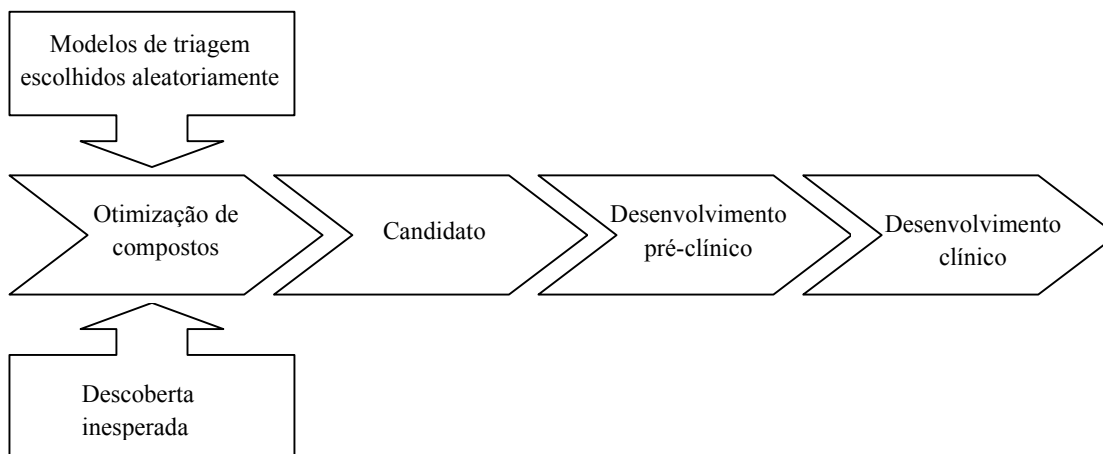 Modelos de triagem
escolhidos aleatoriamente
Otimização de
compostos
Candidato
Desenvolvimento
pré-clínico
Desenvolvimento
clínico
Descoberta
inesperada